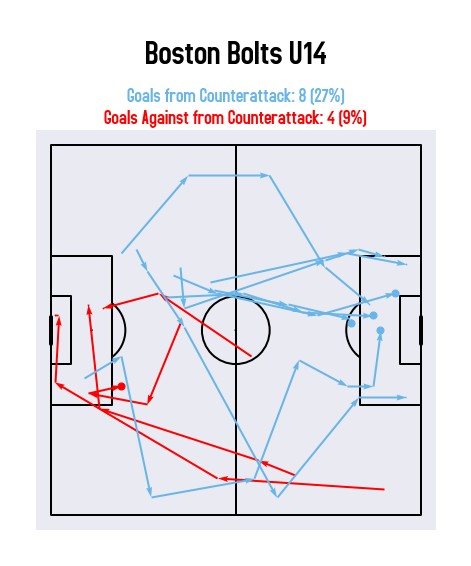 Boston Bolts U14
Goals from Counterattack: 8 (27%)
Goals Against from Counterattack: 4 (9%)